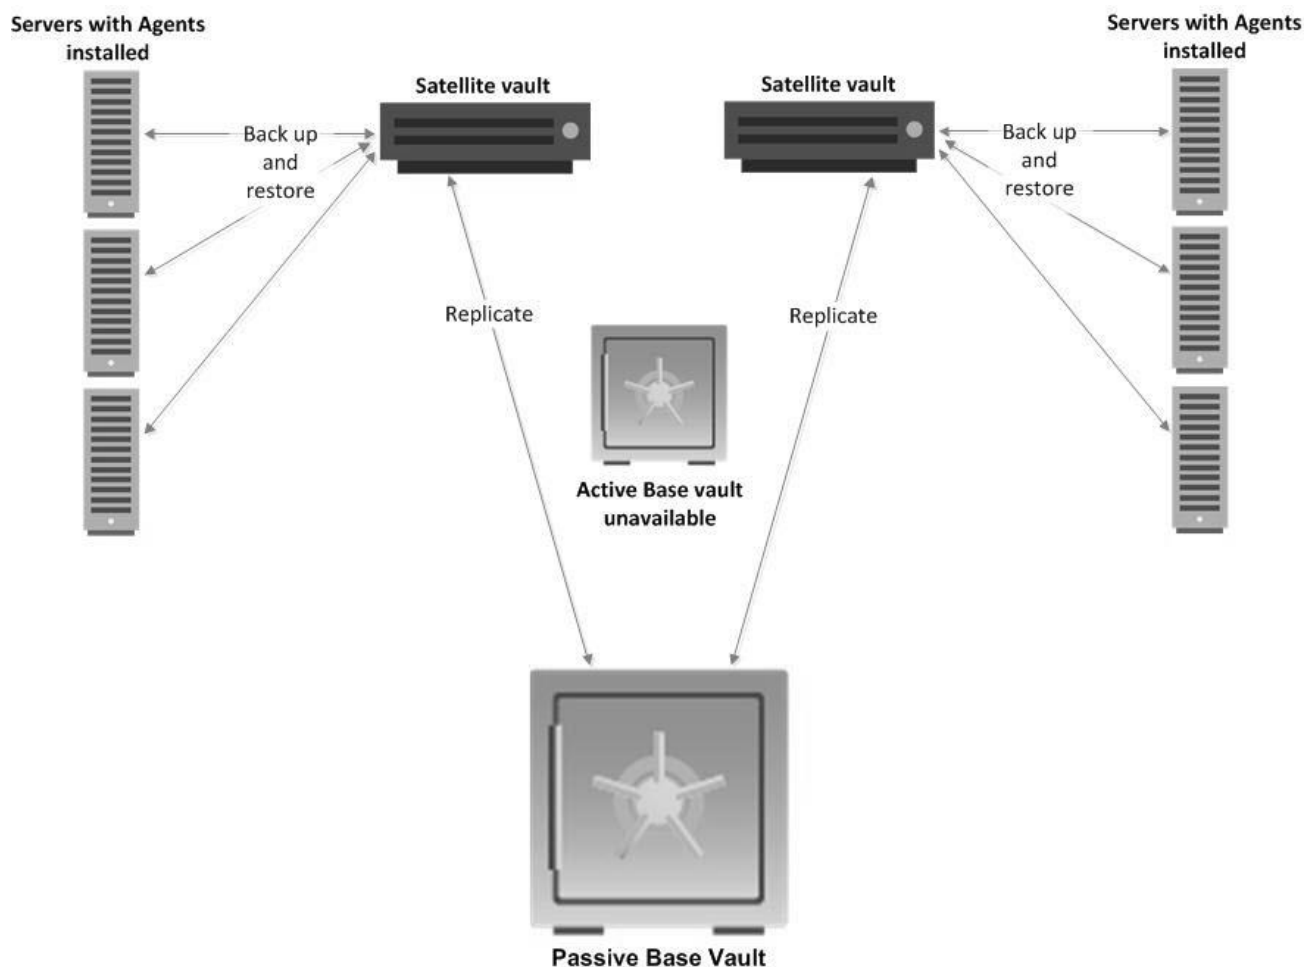 Servers with Agents
installed
Satellite vault
Back up
and
restore
Satellite vault
Back up
and
restore
Servers with Agents
installed
Replicate
Replicate
Active Base vault
unavailable
Passive Base Vault